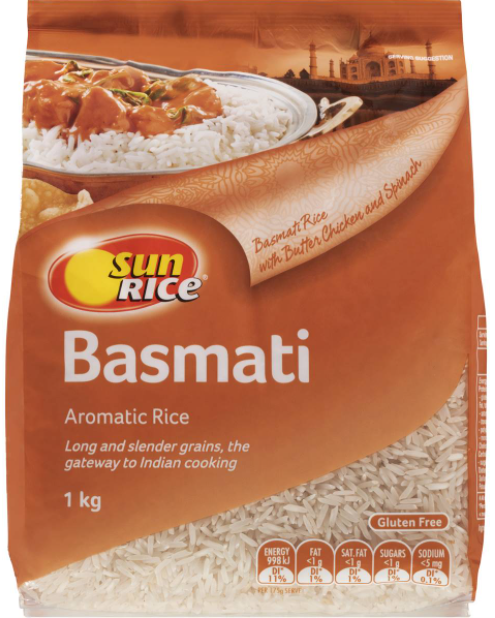 SERVING SUGGESTION
Basmati Rice
with Butter Chicken and Spinach
Sun
RICE®
Basmati
Aromatic Rice
Long and slender grains, the
gateway to Indian cooking
1 kg
Gluten Free
ENERGY FAT SAT.FAT SUGARS SODIUM
998 kJ <1 g <1 g <1 g <5 mg
DI* DI* DI* DI* DI*
11% 1% 1% 1% 0.1%